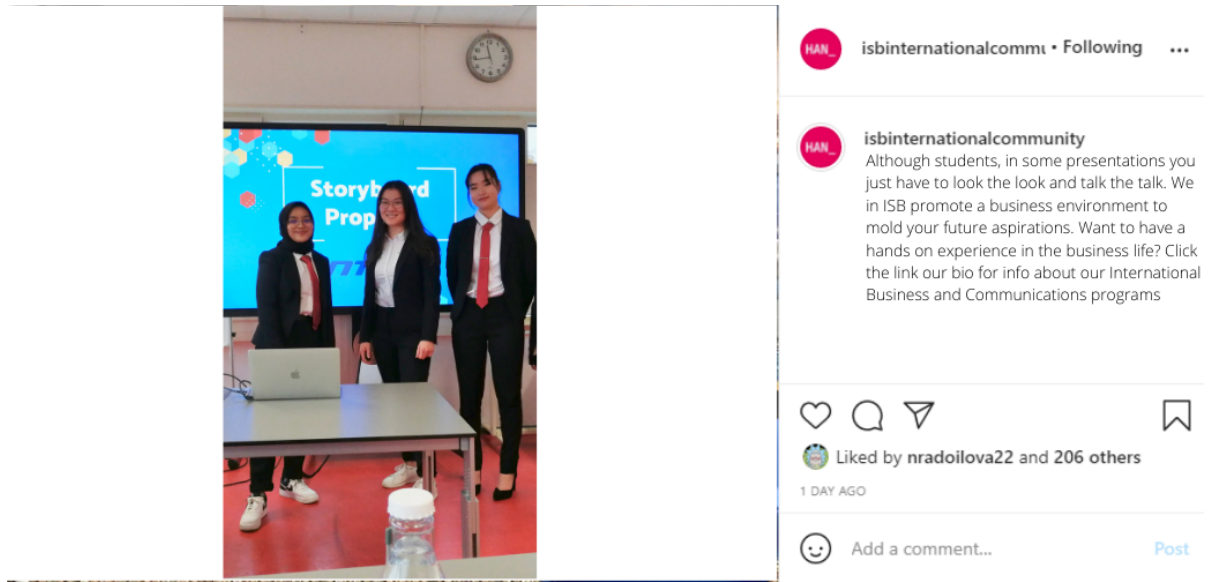 HAN_
isbinternationalcommu • Following
HAN_
isbinternationalcommunity
Although students, in some presentations you
just have to look the look and talk the talk. We
in ISB promote a business environment to
mold your future aspirations. Want to have a
hands on experience in the business life? Click
the link our bio for info about our International
Business and Communications programs
Liked by nradoilova22 and 206 others
1 DAY AGO
Add a comment...
Post